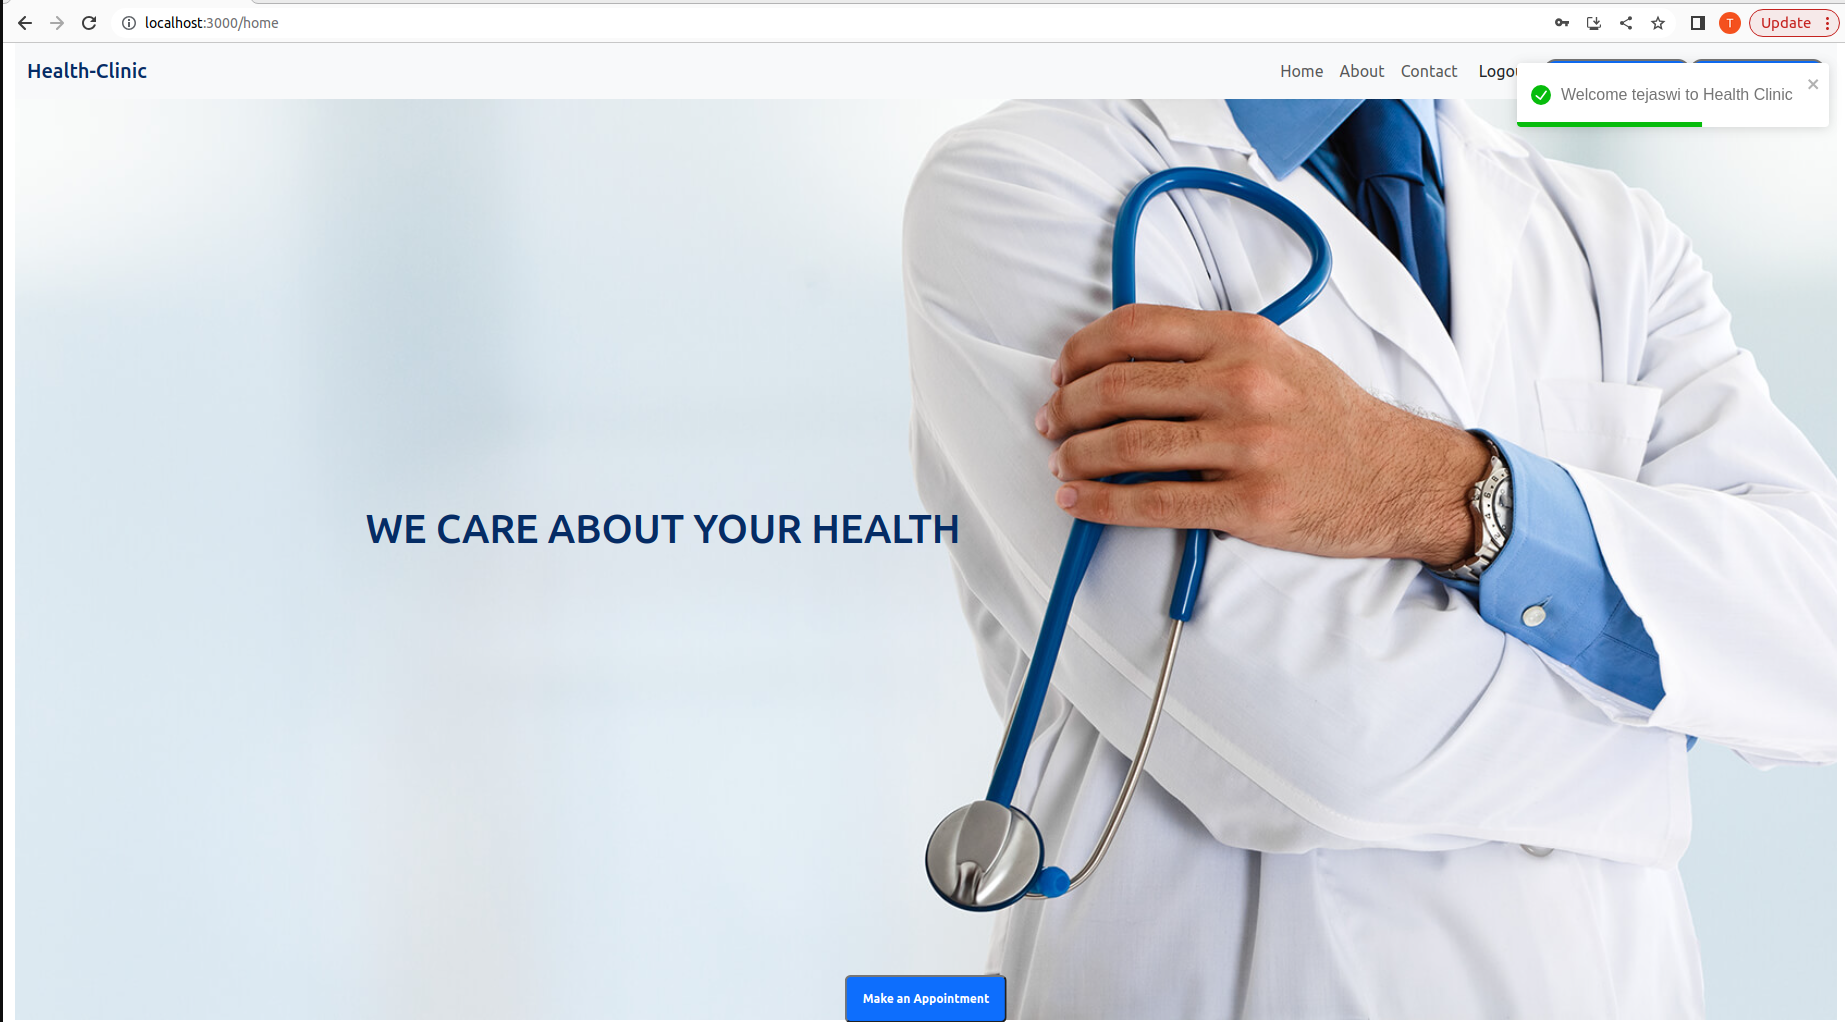 localhost:3000/home
T
Update
Health-Clinic
Home About Contact
Welcome tejaswi to Health Clinic
WE CARE ABOUT YOUR HEALTH
Make an Appointment